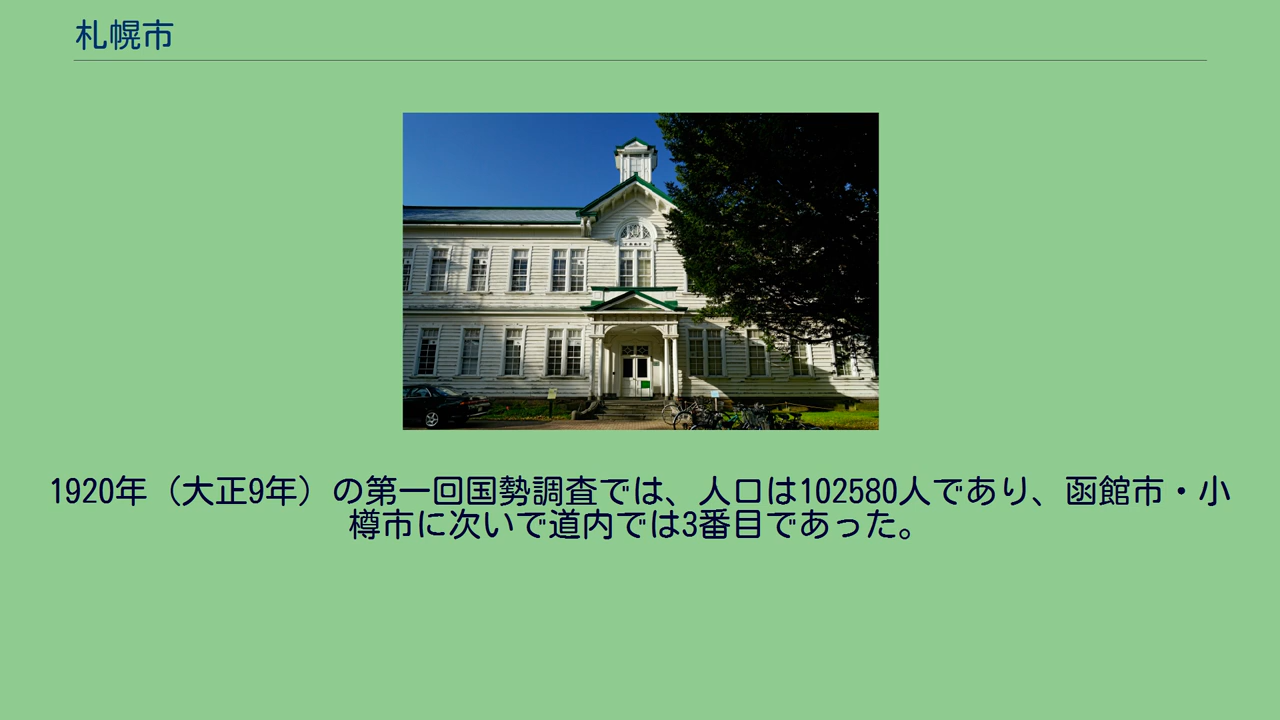 札幌市
1920年（大正9年）の第一回国勢調査では、人口は102580人であり、函館市・小
樽市に次いで道内では3番目であった。